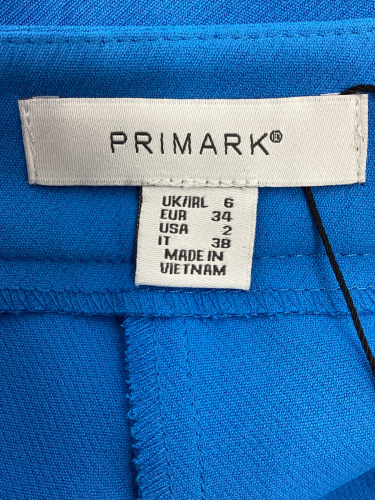 PRIMARK®
UK/IRL 6
EUR 34
USA 2
IT 38
MADE IN
VIETNAM